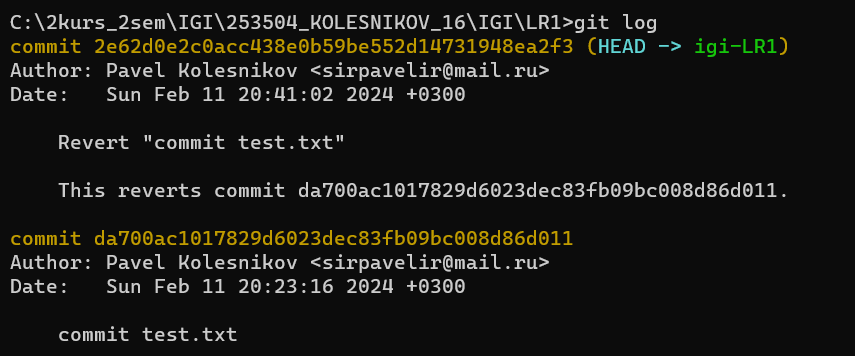 C:\2kurs_2sem\IGI\253504_KOLESNIKOV_16\IGI\LR1>git log
commit 2e62d0e2c0acc438e0b59be552d14731948ea2f3 (HEAD -> igi-LR1)
Author: Pavel Kolesnikov <sirpavelir@mail.ru>
Date:   Sun Feb 11 20:41:02 2024 +0300
Revert "commit test.txt"
This reverts commit da700ac1017829d6023dec83fb09bc008d86d011.
commit da700ac1017829d6023dec83fb09bc008d86d011
Author: Pavel Kolesnikov <sirpavelir@mail.ru>
Date:   Sun Feb 11 20:23:16 2024 +0300
commit test.txt